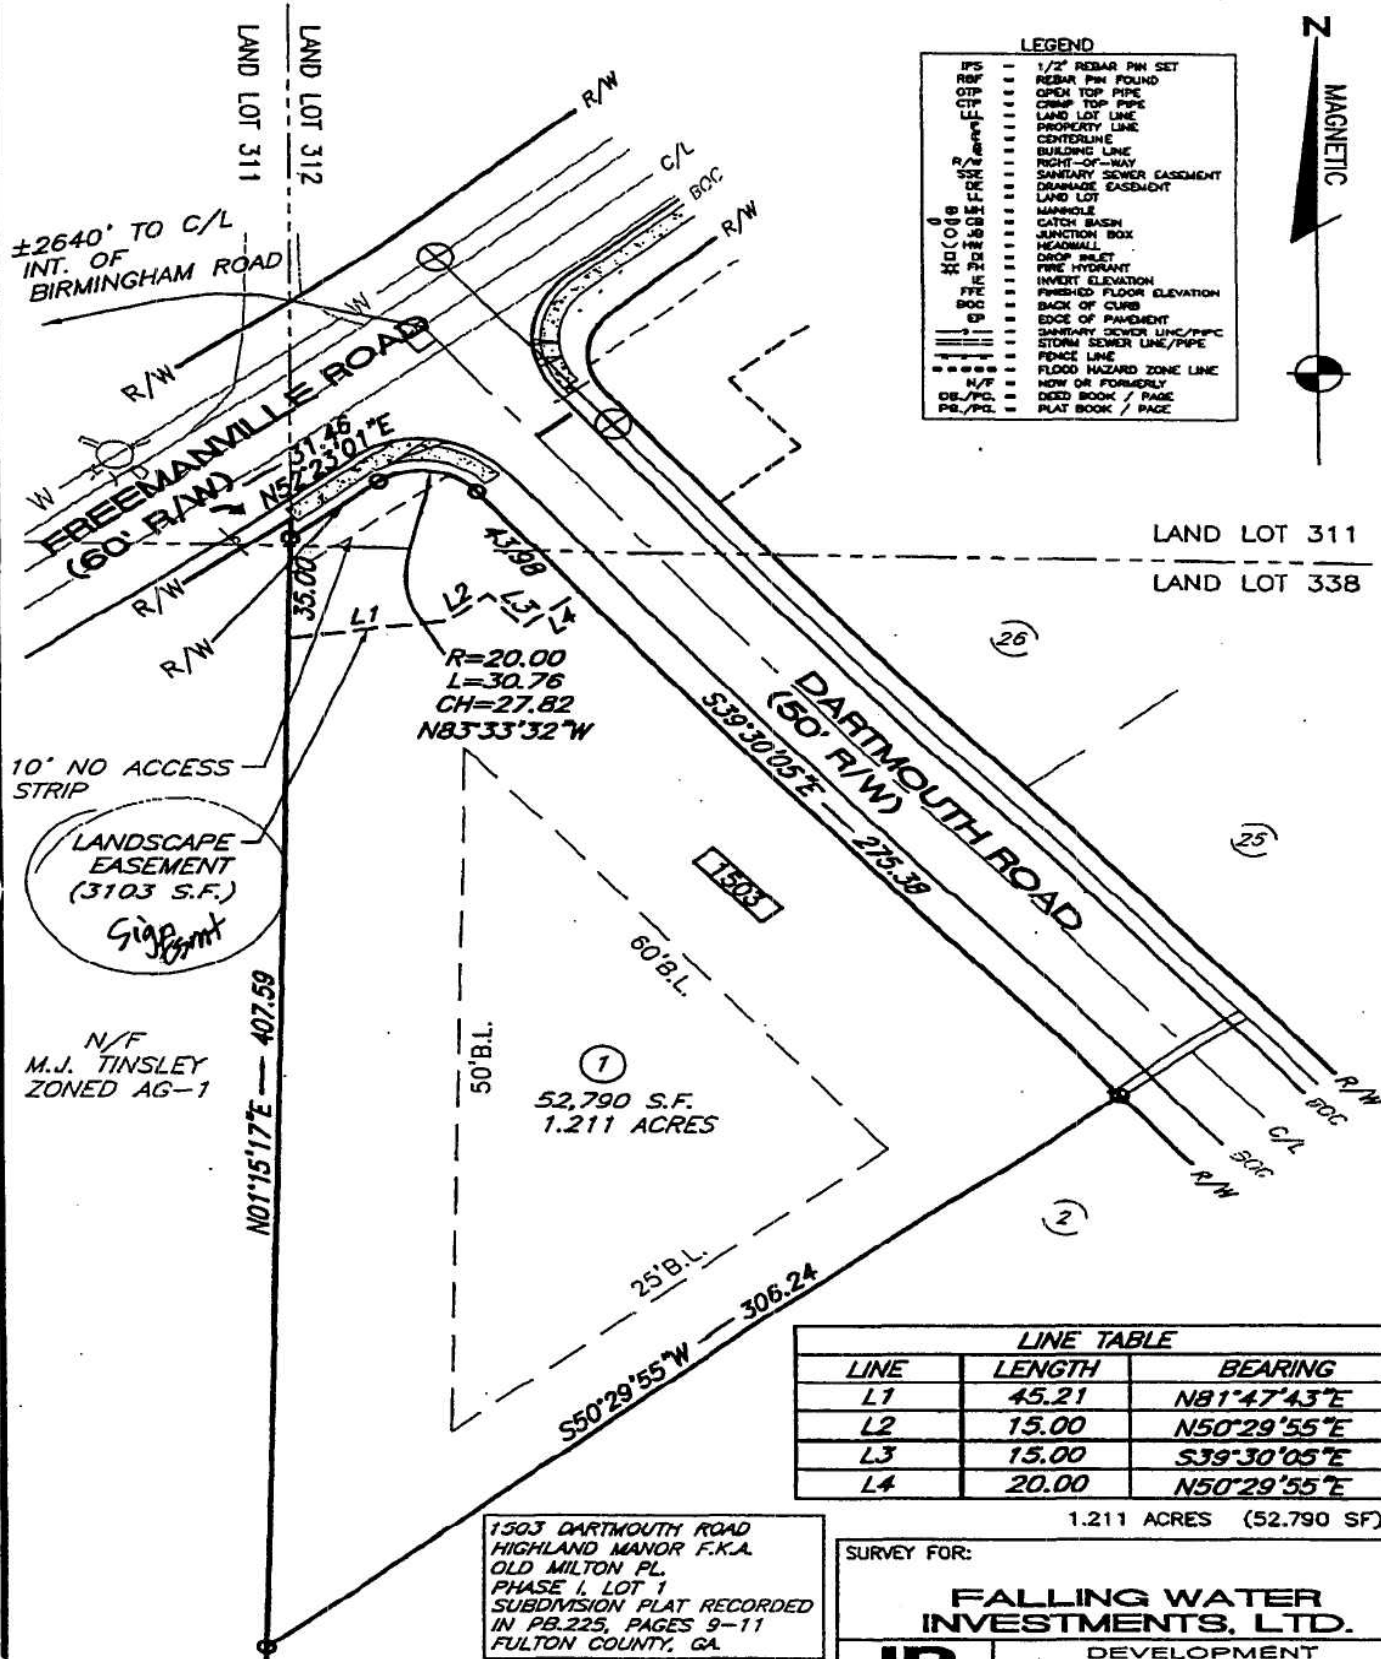 LAND LOT 311
LAND LOT 312
R/W
C/L
BOC
R/W
N
MAGNETIC
LEGEND
IPS = 1/2" REBAR PIN SET
RBF = REBAR PIN FOUND
OTP = OPEN TOP PIPE
CTP = CRIMP TOP PIPE
LLL = LAND LOT LINE
= PROPERTY LINE
= CENTERLINE
= BUILDING LINE
R/W = RIGHT-OF-WAY
SSE = SANITARY SEWER EASEMENT
DE = DRAINAGE EASEMENT
LL = LAND LOT
MH = MANHOLE
CB = CATCH BASIN
JB = JUNCTION BOX
HW = HEADWALL
DI = DROP INLET
FH = FIRE HYDRANT
IE = INVERT ELEVATION
FFE = FINISHED FLOOR ELEVATION
BOC = BACK OF CURB
EP = EDGE OF PAVEMENT
= SANITARY SEWER LINE/PIPE
= STORM SEWER LINE/PIPE
= FENCE LINE
= FLOOD HAZARD ZONE LINE
N/F = NOW OR FORMERLY
DB./PG. = DEED BOOK / PAGE
PB./PG. = PLAT BOOK / PAGE
±2640' TO C/L
INT. OF
BIRMINGHAM ROAD
R/W
W
W
FREEMANVILLE ROAD
(60' R/W)
31.46
N52°23'01"E
R/W
R/W
35.00
43.98
L1
L2
L3
L4
R=20.00
L=30.76
CH=27.82
N83°33'32"W
LAND LOT 311
LAND LOT 338
26
25
DARTMOUTH ROAD
(50' R/W)
S39°30'05"E — 275.38
10' NO ACCESS
STRIP
LANDSCAPE
EASEMENT
(3103 S.F.)
Sign Esmt
1503
60'B.L.
50'B.L.
25'B.L.
N01°15'17"E — 407.59
N/F
M.J. TINSLEY
ZONED AG-1
1
52,790 S.F.
1.211 ACRES
R/W
BOC
C/L
BOC
R/W
2
S50°29'55"W — 306.24
LINE TABLE
LINE LENGTH BEARING
L1 45.21 N81°47'43"E
L2 15.00 N50°29'55"E
L3 15.00 S39°30'05"E
L4 20.00 N50°29'55"E
1.211 ACRES (52.790 SF)
1503 DARTMOUTH ROAD
HIGHLAND MANOR F.K.A.
OLD MILTON PL.
PHASE I, LOT 1
SUBDIVISION PLAT RECORDED
IN PB.225, PAGES 9-11
FULTON COUNTY, GA.
SURVEY FOR:
FALLING WATER
INVESTMENTS, LTD.
DEVELOPMENT